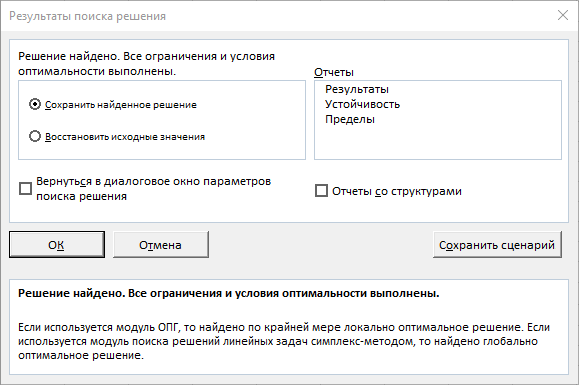 Результаты поиска решения
Решение найдено. Все ограничения и условия
оптимальности выполнены.
Сохранить найденное решение
Восстановить исходные значения
Отчеты
Результаты
Устойчивость
Пределы
Вернуться в диалоговое окно параметров
поиска решения
Отчеты со структурами
ОК
Отмена
Сохранить сценарий
Решение найдено. Все ограничения и условия оптимальности выполнены.
Если используется модуль ОПГ, то найдено по крайней мере локально оптимальное решение. Если
используется модуль поиска решений линейных задач симплекс-методом, то найдено глобально
оптимальное решение.